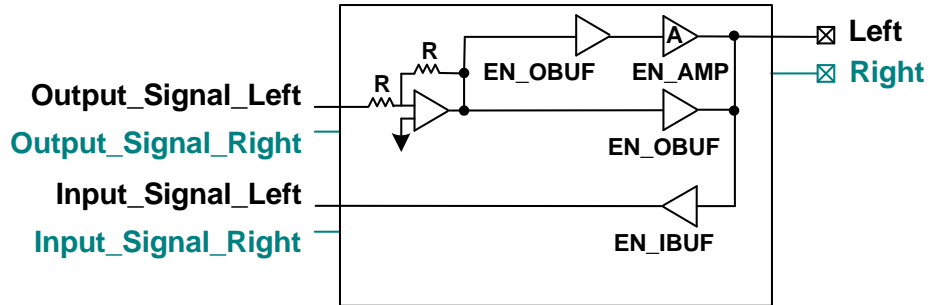 Left
R
A
EN_OBUF
EN_AMP
Right
R
Output_Signal_Left
Output_Signal_Right
EN_OBUF
Input_Signal_Left
Input_Signal_Right
EN_IBUF